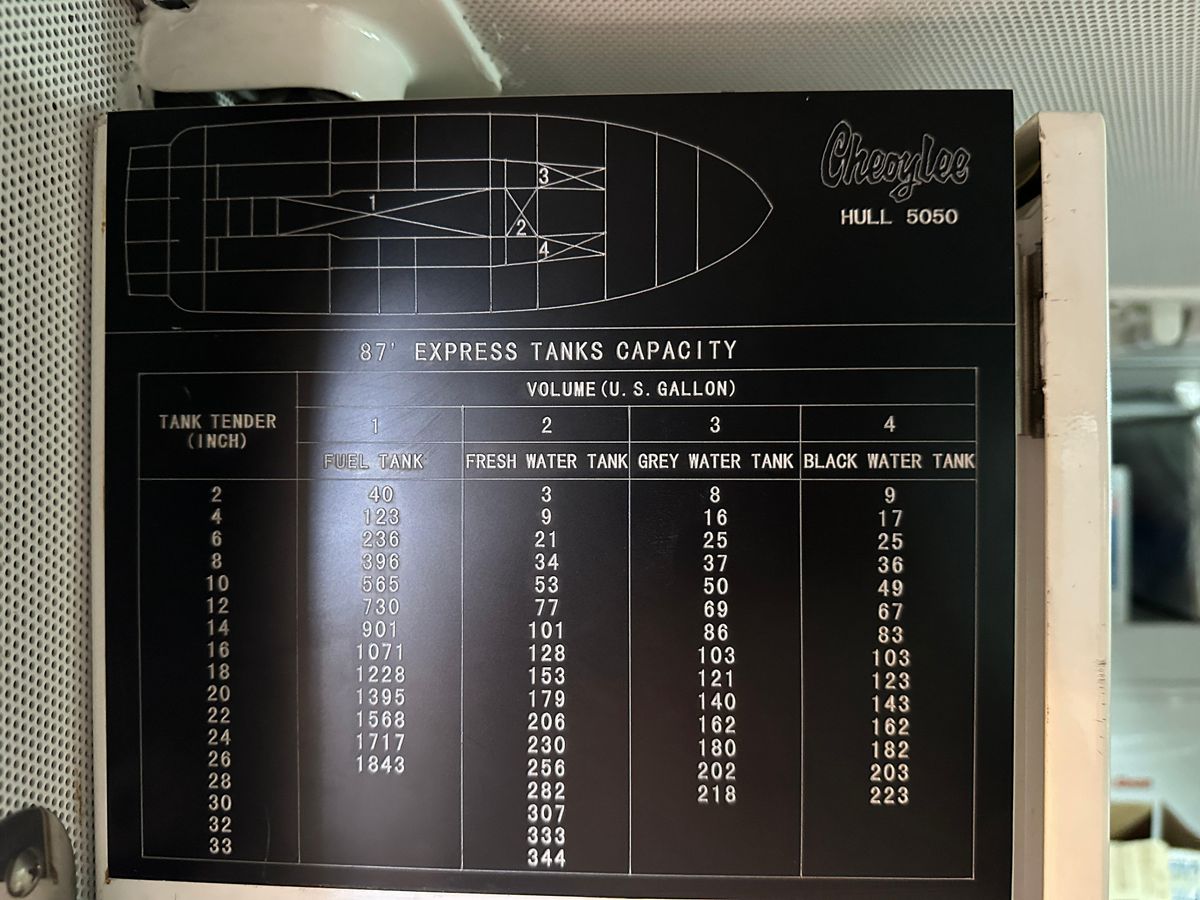 Cheoylee
HULL 5050
3
1
2
4
87' EXPRESS TANKS CAPACITY
TANK TENDER (INCH) VOLUME(U.S.GALLON)
1 2 3 4
FUEL TANK FRESH WATER TANK GREY WATER TANK BLACK WATER TANK
2 40 3 8 9
4 123 9 16 17
6 236 21 25 25
8 396 34 37 36
10 565 53 50 49
12 730 77 69 67
14 901 101 86 83
16 1071 128 103 103
18 1228 153 121 123
20 1395 179 140 143
22 1568 206 162 162
24 1717 230 180 182
26 1843 256 202 203
28 282 218 223
30 307
32 333
33 344